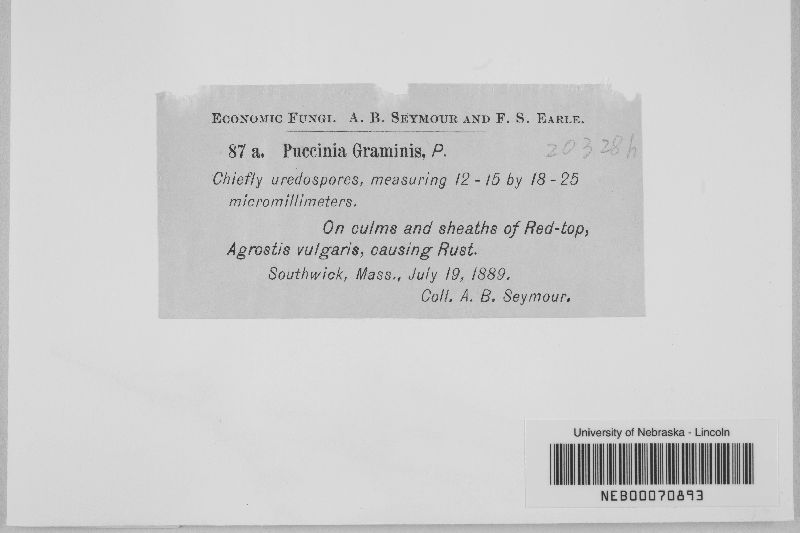 ECONOMIC FUNGI. A. B. SEYMOUR AND F. S. EARLE.
87 a. Puccinia Graminis, P.
203286
Chiefly uredospores, measuring 12 - 15 by 18 - 25
micromillimeters.
On culms and sheaths of Red-top,
Agrostis vulgaris, causing Rust.
Southwick, Mass., July 19, 1889.
Coll. A. B. Seymour.
University of Nebraska - Lincoln
NEB00070893